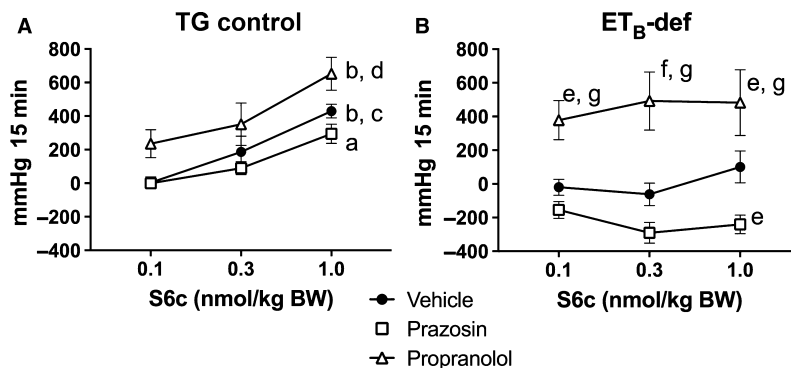 A TG control
800
600
400
200
0
−200
−400
mmHg 15 min
b, d
b, c
a
0.1 0.3 1.0
S6c (nmol/kg BW)
B ET_B-def
800
600
400
200
0
−200
−400
mmHg 15 min
e, g
f, g
e, g
e
0.1 0.3 1.0
S6c (nmol/kg BW)
Vehicle
Prazosin
Propranolol